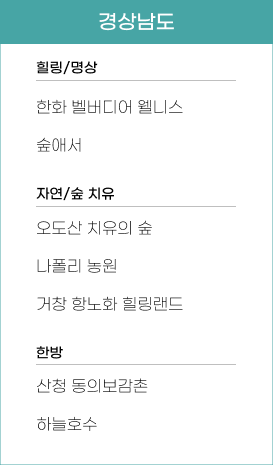 경상남도
힐링/명상
한화 벨버디어 웰니스
숲애서
자연/숲 치유
오도산 치유의 숲
나폴리 농원
거창 항노화 힐링랜드
한방
산청 동의보감촌
하늘호수